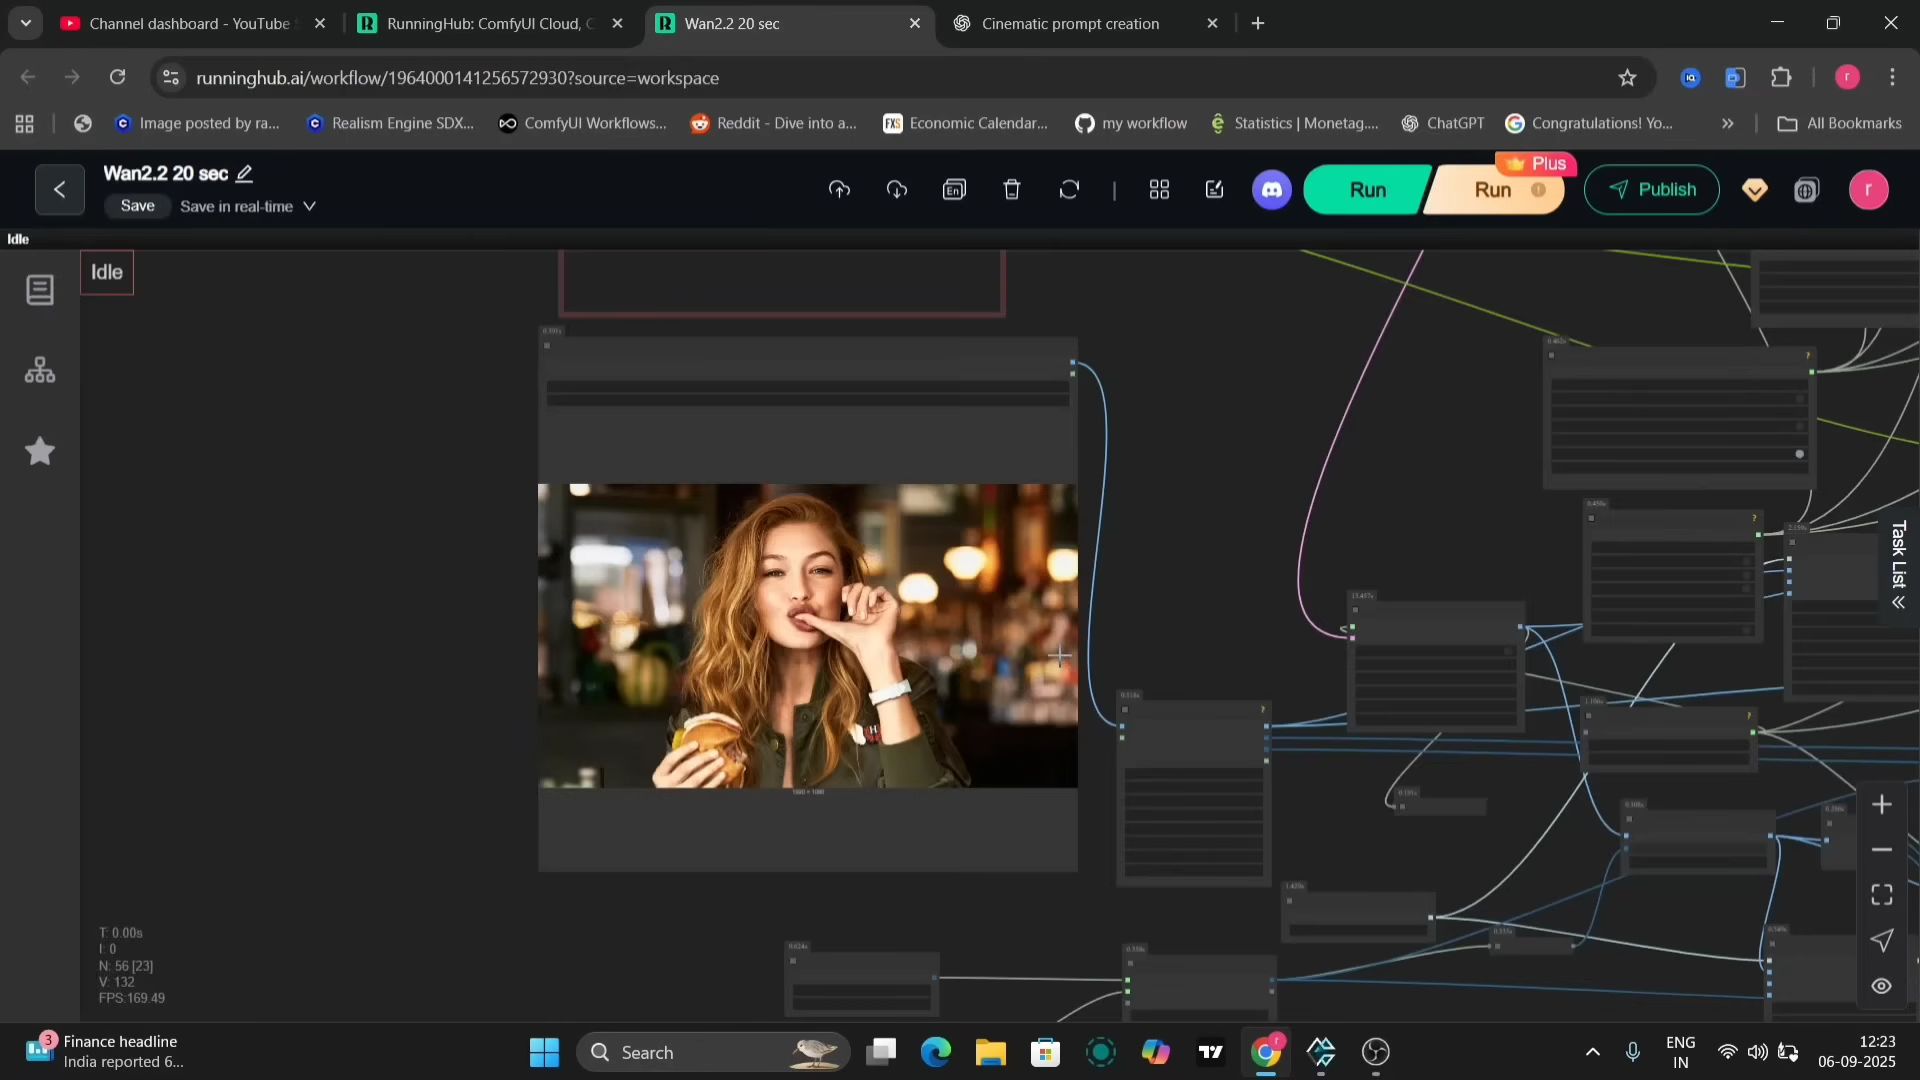 Channel dashboard - YouTube
RunningHub: ComfyUI Cloud, C
Wan2.2 20 sec
Cinematic prompt creation
runninghub.ai/workflow/1964000141256572930?source=workspace
Image posted by ra...
Realism Engine SDX...
ComfyUI Workflows...
Reddit - Dive into a...
FXS Economic Calendar...
my workflow
Statistics | Monetag....
ChatGPT
Congratulations! Yo...
All Bookmarks
Wan2.2 20 sec
Save
Save in real-time
En
Run
Run
Plus
Publish
r
Idle
Idle
Task List
T: 0.00s
I: 0
N: 56 [23]
V: 132
FPS:169.49
3
Finance headline
India reported 6...
Search
ENG
IN
12:23
06-09-2025